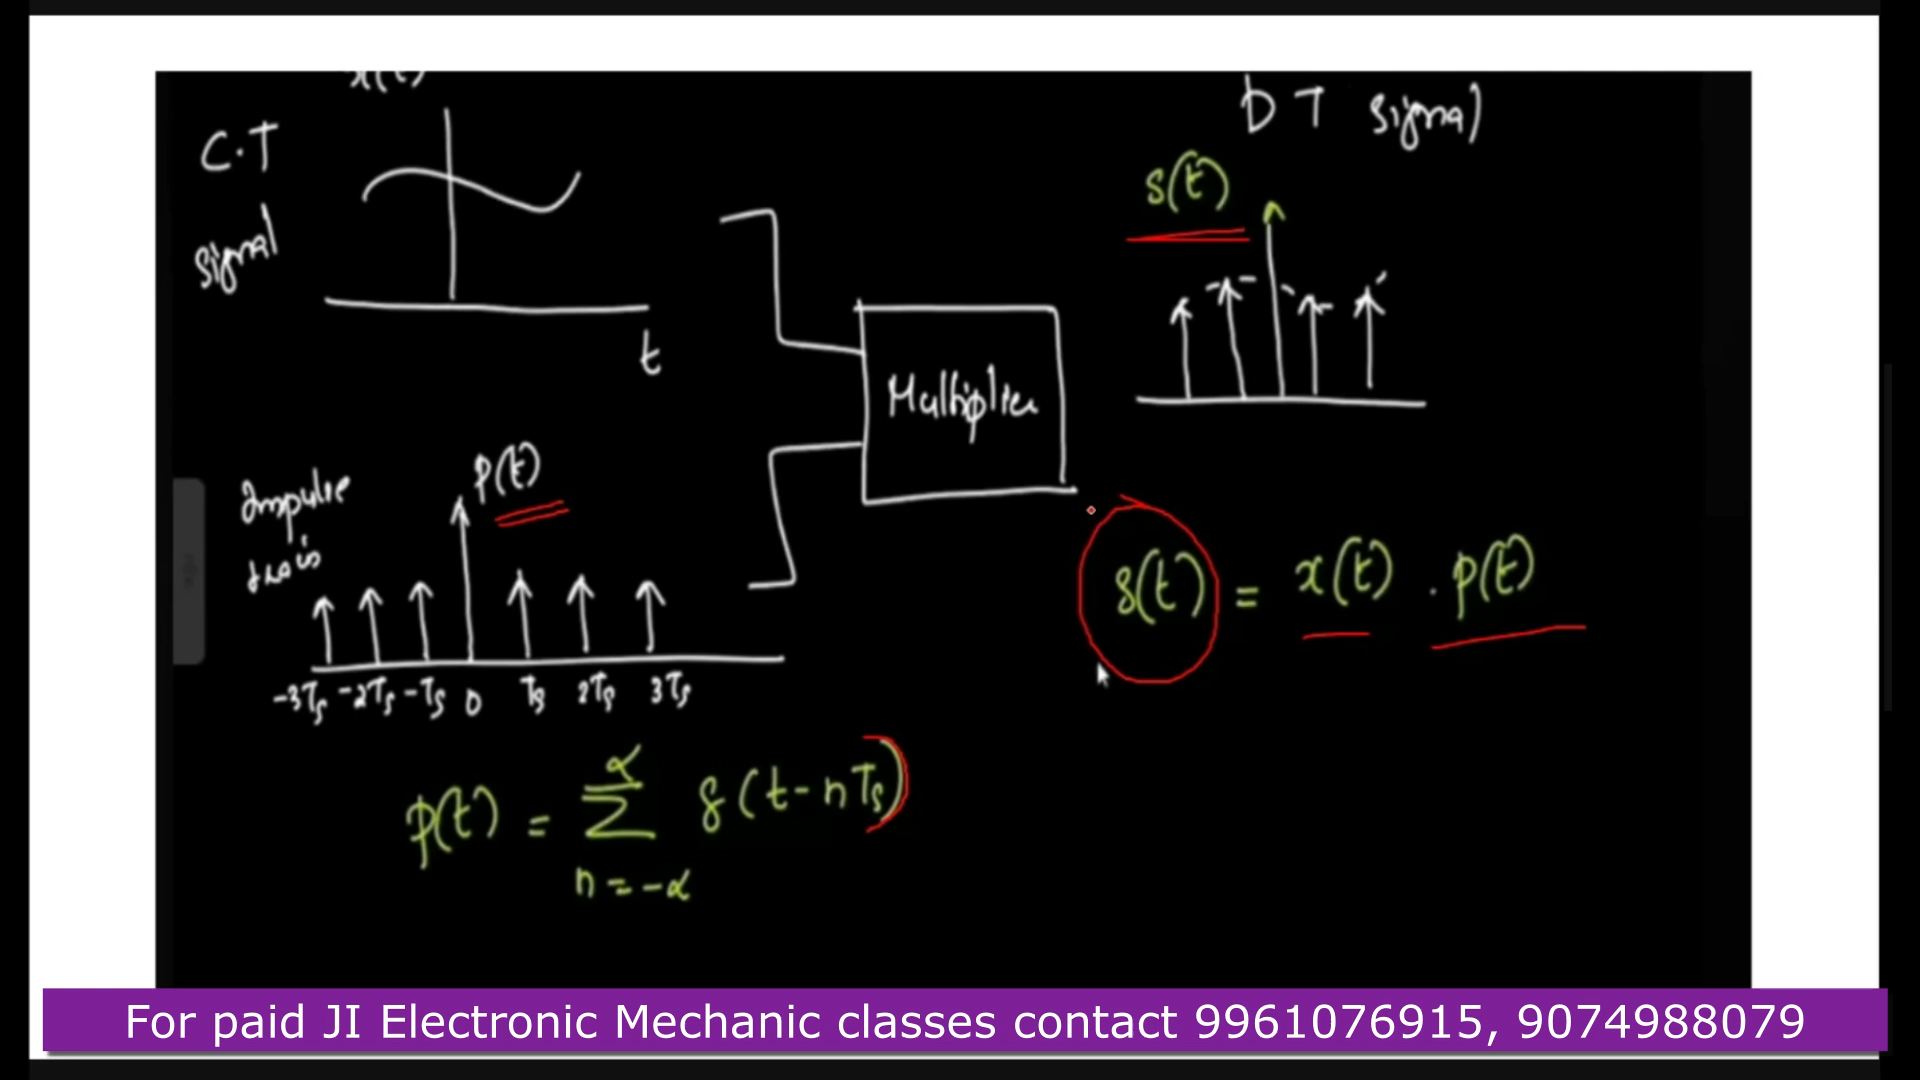 x(t)
C.T
signal
t
DT signal
s(t)
Multiplier
Impulse
train
p(t)
-3Ts -2Ts -Ts 0 Ts 2Ts 3Ts
s(t) = x(t) . p(t)
p(t) = ∑ δ(t-nTs)
α
n=-α
For paid JI Electronic Mechanic classes contact 9961076915, 9074988079